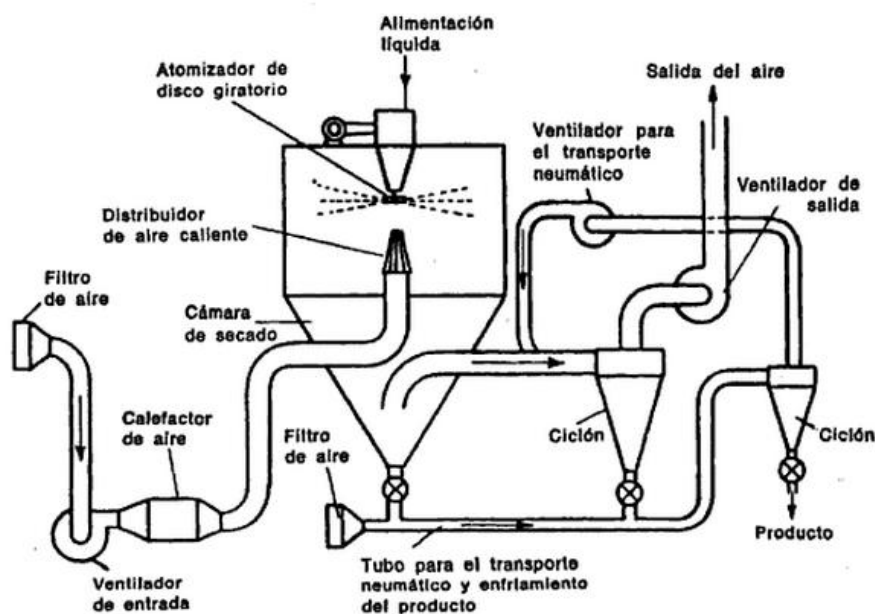 Alimentación
líquida
Atomizador de
disco giratorio
Salida del aire
Ventilador para
el transporte
neumático
Ventilador de
salida
Distribuidor
de aire caliente
Filtro
de aire
Cámara
de secado
Calefactor
de aire
Filtro
de aire
Ciclón
Ciclón
Producto
Ventilador
de entrada
Tubo para el transporte
neumático y enfriamiento
del producto